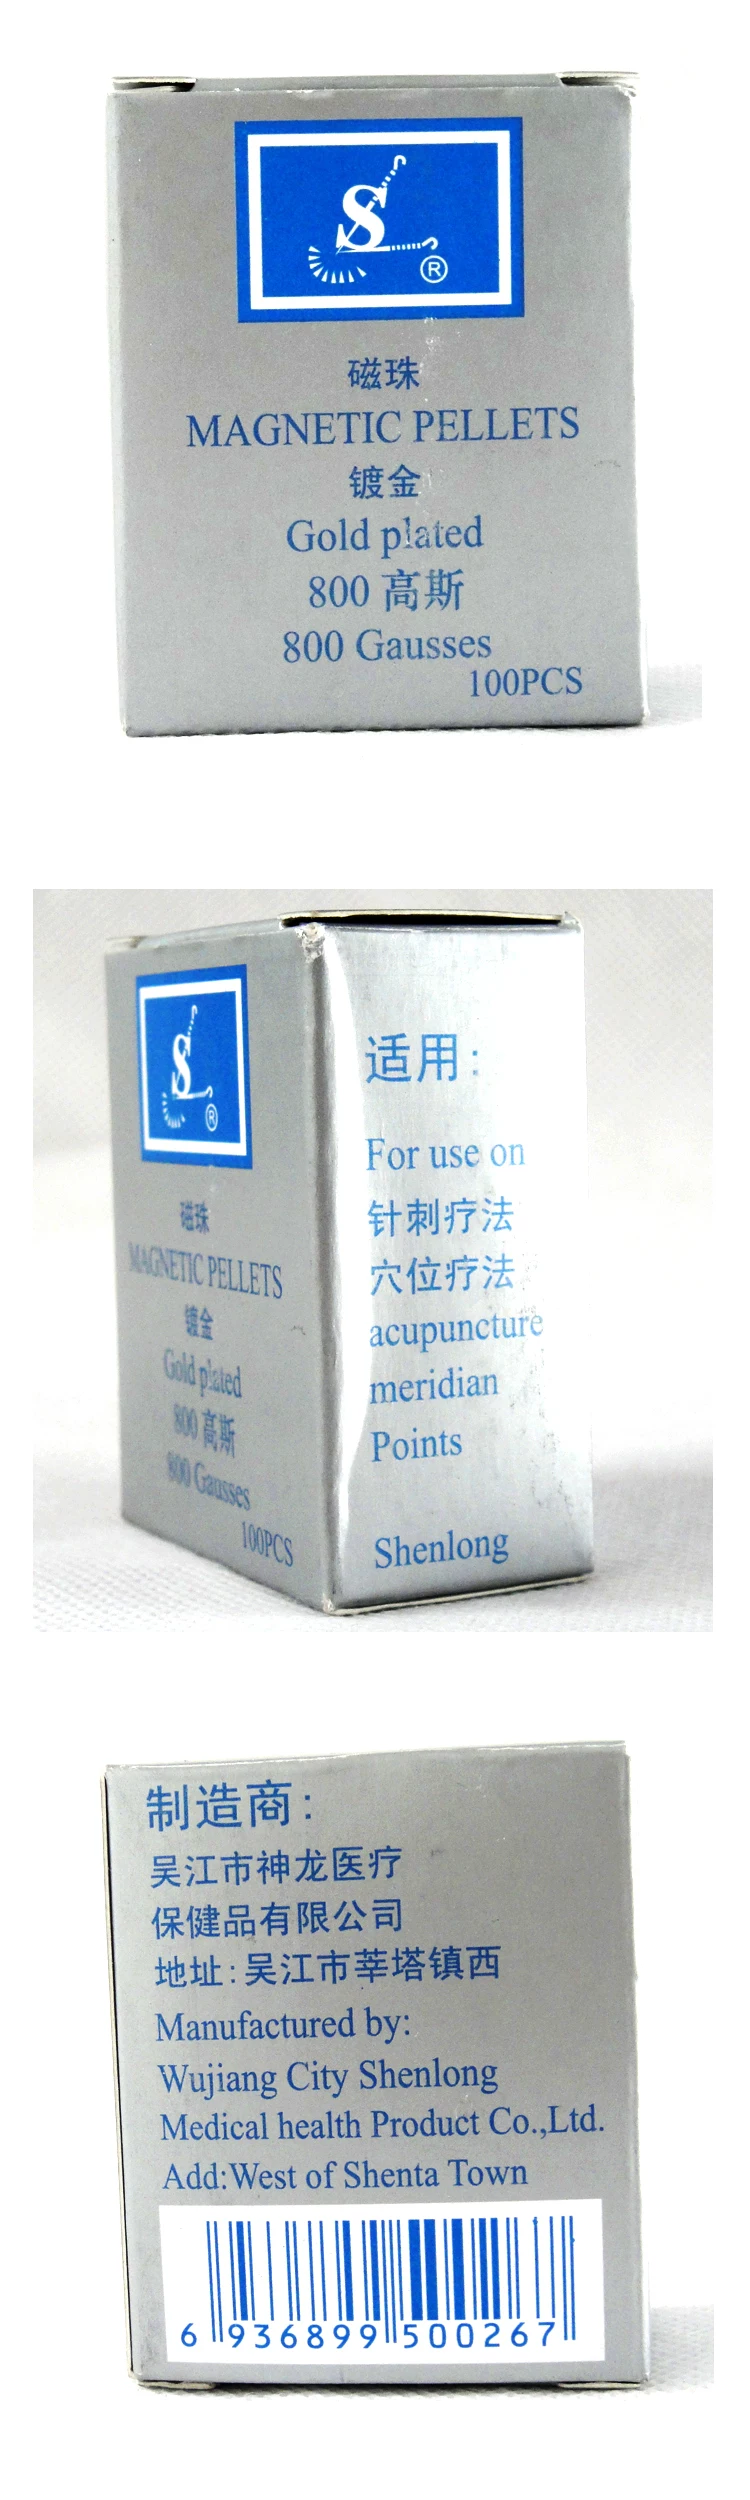 S
®
磁珠
MAGNETIC PELLETS
镀金
Gold plated
800 高斯
800 Gausses
100PCS
S
®
磁珠
MAGNETIC PELLETS
镀金
Gold plated
800 高斯
800 Gausses
100PCS
适用:
For use on
针刺疗法
穴位疗法
acupuncture
meridian
Points
Shenlong
制造商:
吴江市神龙医疗
保健品有限公司
地址:吴江市莘塔镇西
Manufactured by:
Wujiang City Shenlong
Medical health Product Co.,Ltd.
Add:West of Shenta Town
6 936899 500267